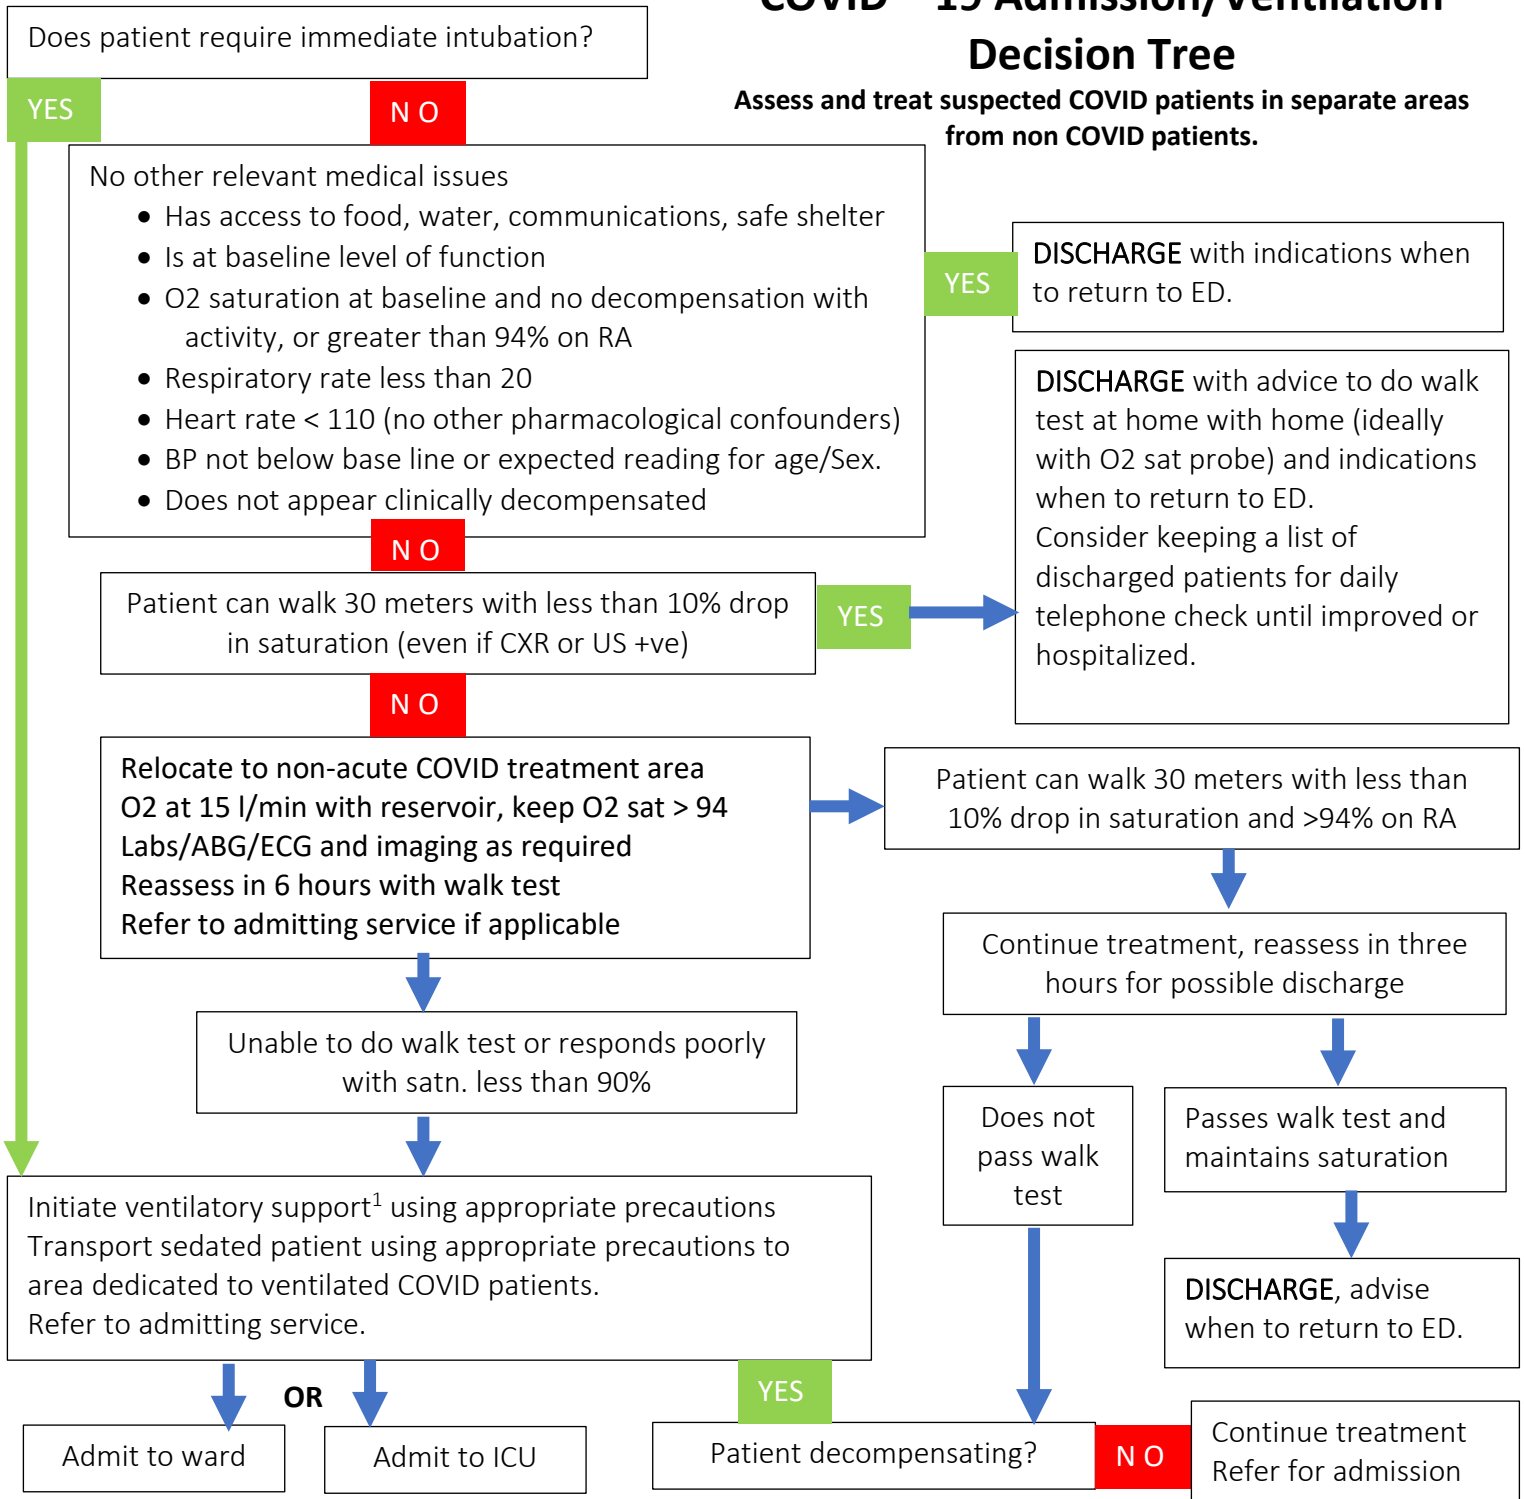 COVID – 19 Admission/Ventilation
Decision Tree
Assess and treat suspected COVID patients in separate areas
from non COVID patients.
Does patient require immediate intubation?
YES
N O
No other relevant medical issues
• Has access to food, water, communications, safe shelter
• Is at baseline level of function
• O2 saturation at baseline and no decompensation with
activity, or greater than 94% on RA
• Respiratory rate less than 20
• Heart rate < 110 (no other pharmacological confounders)
• BP not below base line or expected reading for age/Sex.
• Does not appear clinically decompensated
YES
DISCHARGE with indications when
to return to ED.
N O
Patient can walk 30 meters with less than 10% drop
in saturation (even if CXR or US +ve)
YES
DISCHARGE with advice to do walk
test at home with home (ideally
with O2 sat probe) and indications
when to return to ED.
Consider keeping a list of
discharged patients for daily
telephone check until improved or
hospitalized.
N O
Relocate to non-acute COVID treatment area
O2 at 15 l/min with reservoir, keep O2 sat > 94
Labs/ABG/ECG and imaging as required
Reassess in 6 hours with walk test
Refer to admitting service if applicable
Patient can walk 30 meters with less than
10% drop in saturation and >94% on RA
Continue treatment, reassess in three
hours for possible discharge
Unable to do walk test or responds poorly
with satn. less than 90%
Does not
pass walk
test
Passes walk test and
maintains saturation
Initiate ventilatory support1 using appropriate precautions
Transport sedated patient using appropriate precautions to
area dedicated to ventilated COVID patients.
Refer to admitting service.
DISCHARGE, advise
when to return to ED.
OR
YES
Admit to ward
Admit to ICU
Patient decompensating?
N O
Continue treatment
Refer for admission